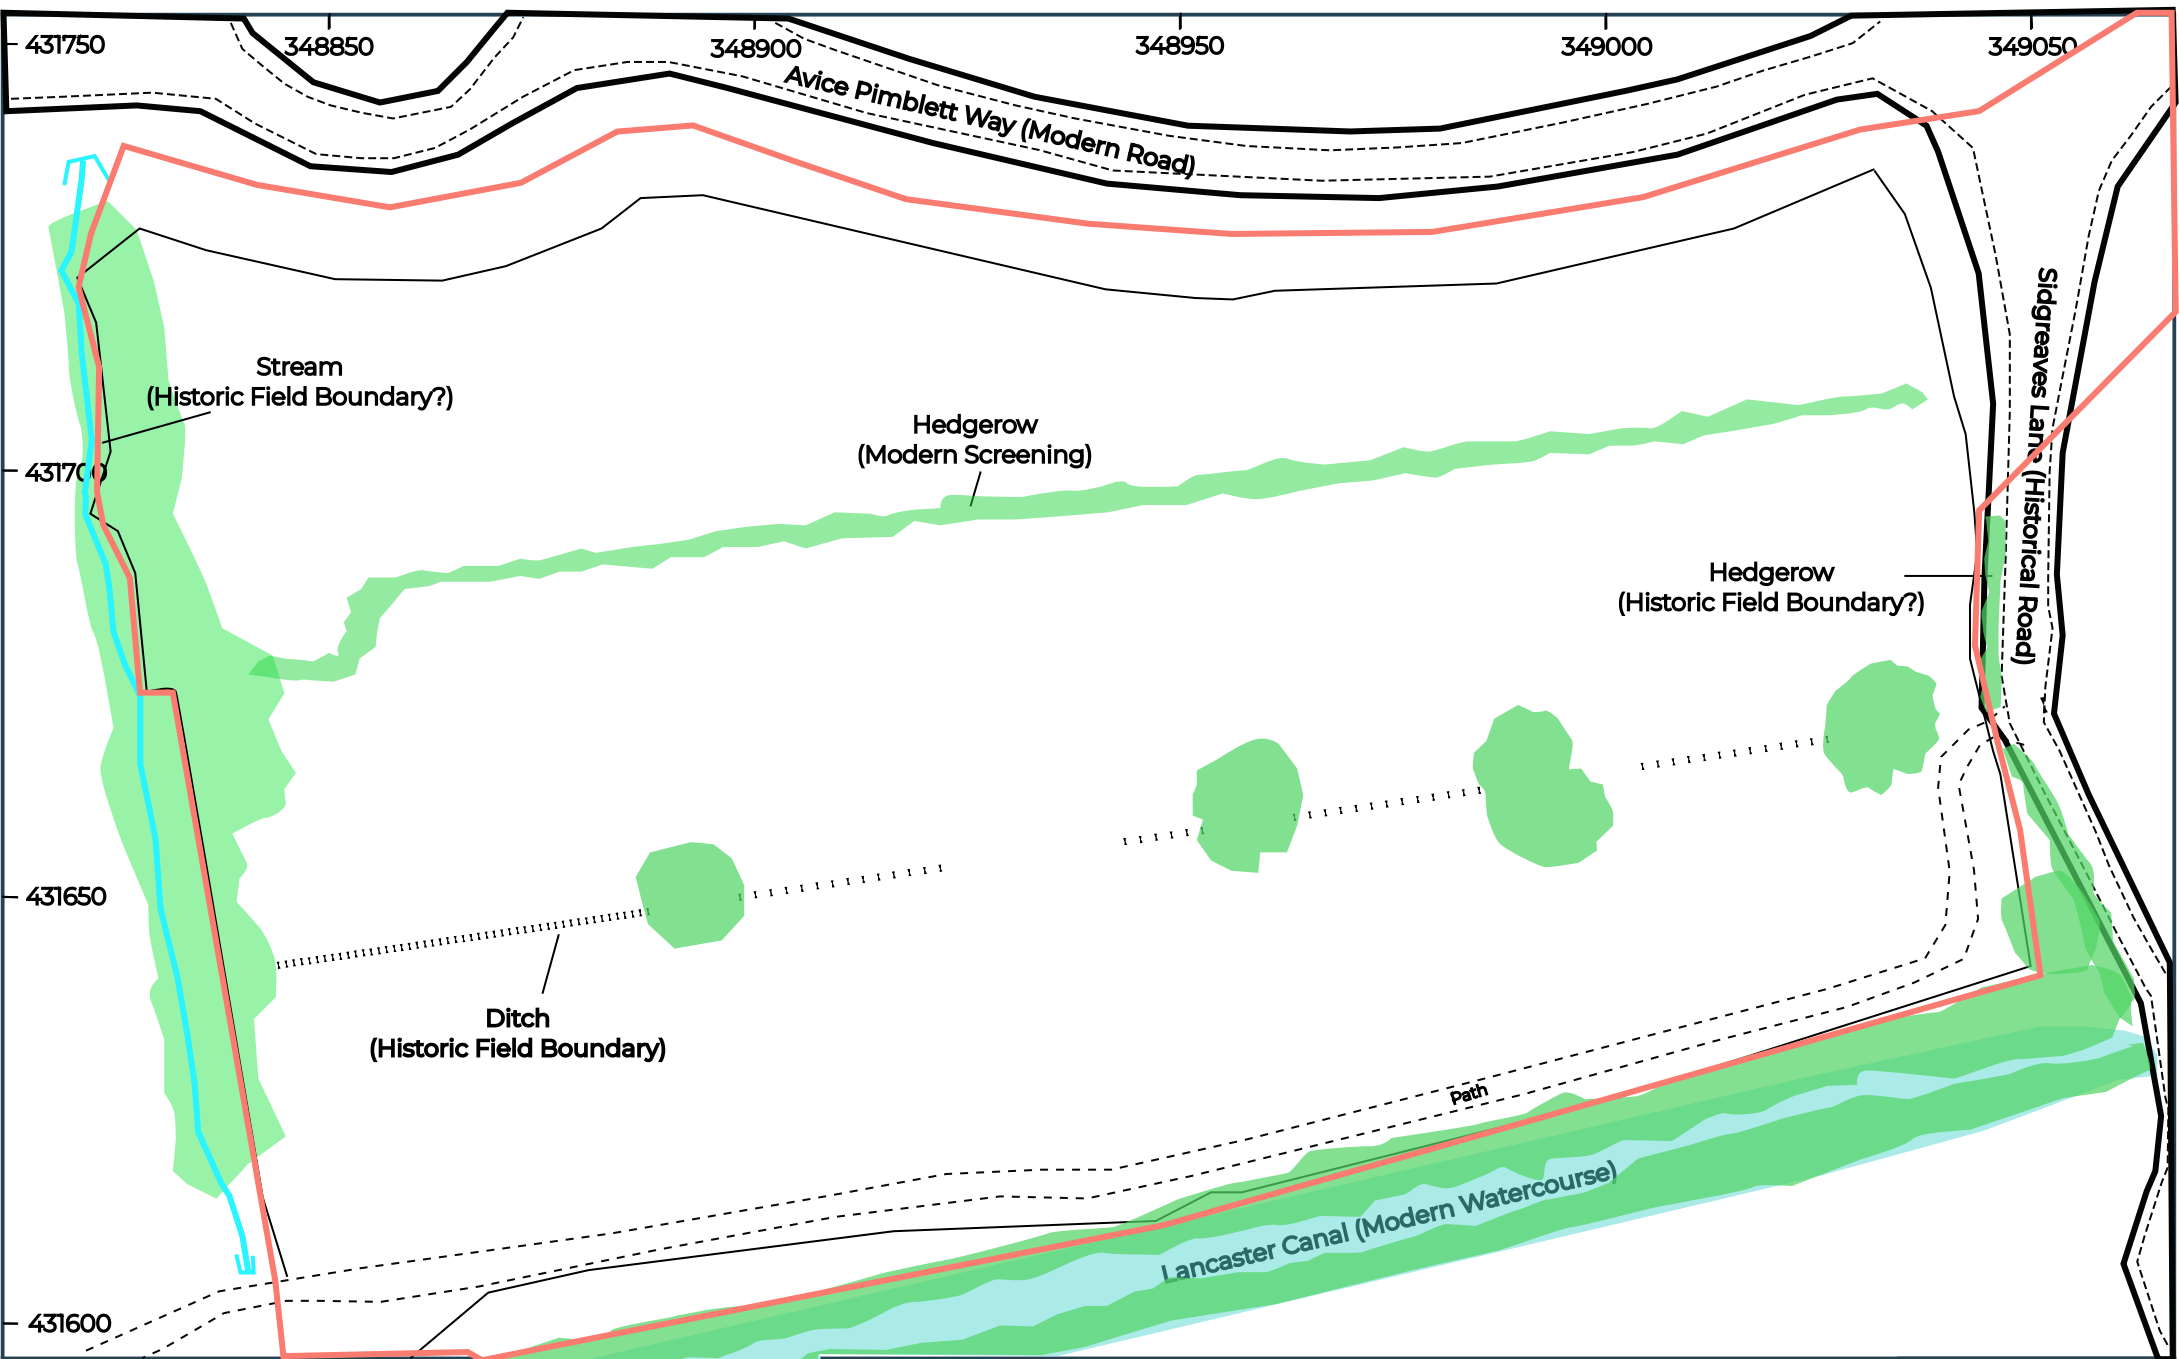 431750
348850
348900
348950
349000
349050
Avice Pimblett Way (Modern Road)
Sidgreaves Lane (Historical Road)
Stream
(Historic Field Boundary?)
Hedgerow
(Modern Screening)
431700
Hedgerow
(Historic Field Boundary?)
431650
Ditch
(Historic Field Boundary)
Path
Lancaster Canal (Modern Watercourse)
431600